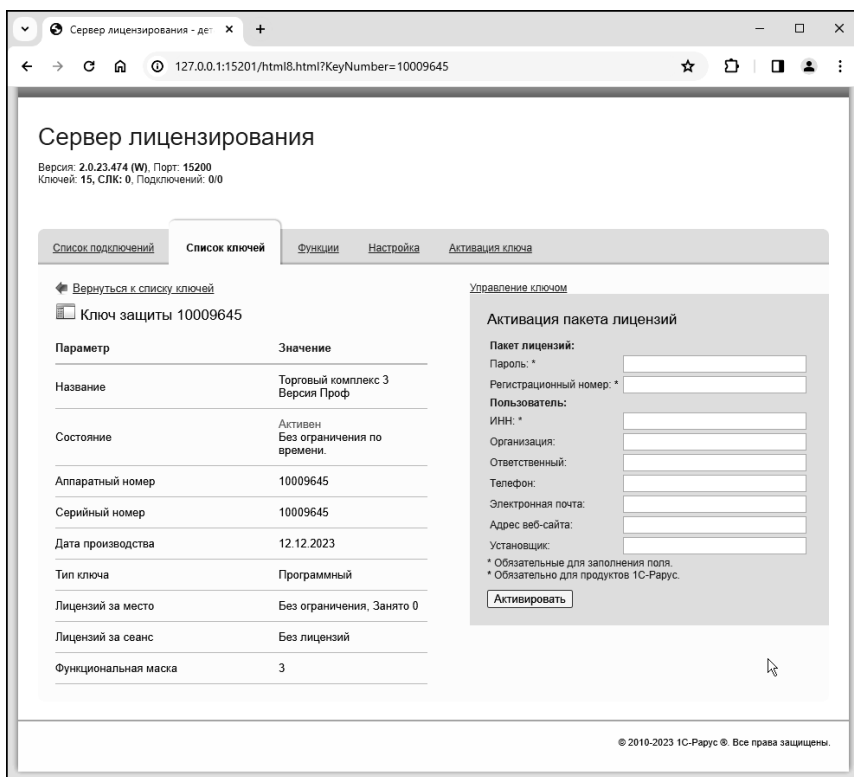 Сервер лицензирования - дет
127.0.0.1:15201/html8.html?KeyNumber=10009645
Сервер лицензирования
Версия: 2.0.23.474 (W), Порт: 15200
Ключей: 15, СЛК: 0, Подключений: 0/0
Список подключений Список ключей Функции Настройка Активация ключа
Вернуться к списку ключей
Ключ защиты 10009645
Параметр Значение
Название Торговый комплекс 3
Версия Проф
Состояние Активен
Без ограничения по
времени.
Аппаратный номер 10009645
Серийный номер 10009645
Дата производства 12.12.2023
Тип ключа Программный
Лицензий за место Без ограничения, Занято 0
Лицензий за сеанс Без лицензий
Функциональная маска 3
Управление ключом
Активация пакета лицензий
Пакет лицензий:
Пароль: *
Регистрационный номер: *
Пользователь:
ИНН: *
Организация:
Ответственный:
Телефон:
Электронная почта:
Адрес веб-сайта:
Установщик:
* Обязательные для заполнения поля.
* Обязательно для продуктов 1С-Рарус.
Активировать
© 2010-2023 1С-Рарус ®. Все права защищены.